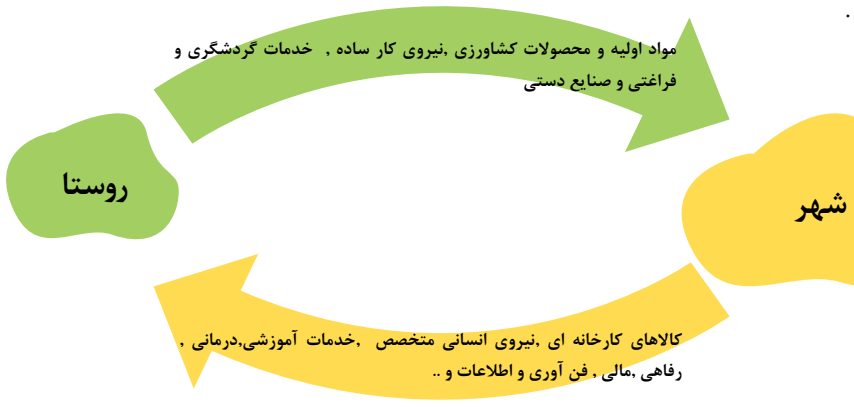 .
مواد اولیه و محصولات کشاورزی ,نیروی کار ساده , خدمات گردشگری و
فراغتی و صنایع دستی
روستا
شهر
کالاهای کارخانه ای ,نیروی انسانی متخصص ,خدمات آموزشی,درمانی ,
رفاهی ,مالی , فن آوری و اطلاعات و ..